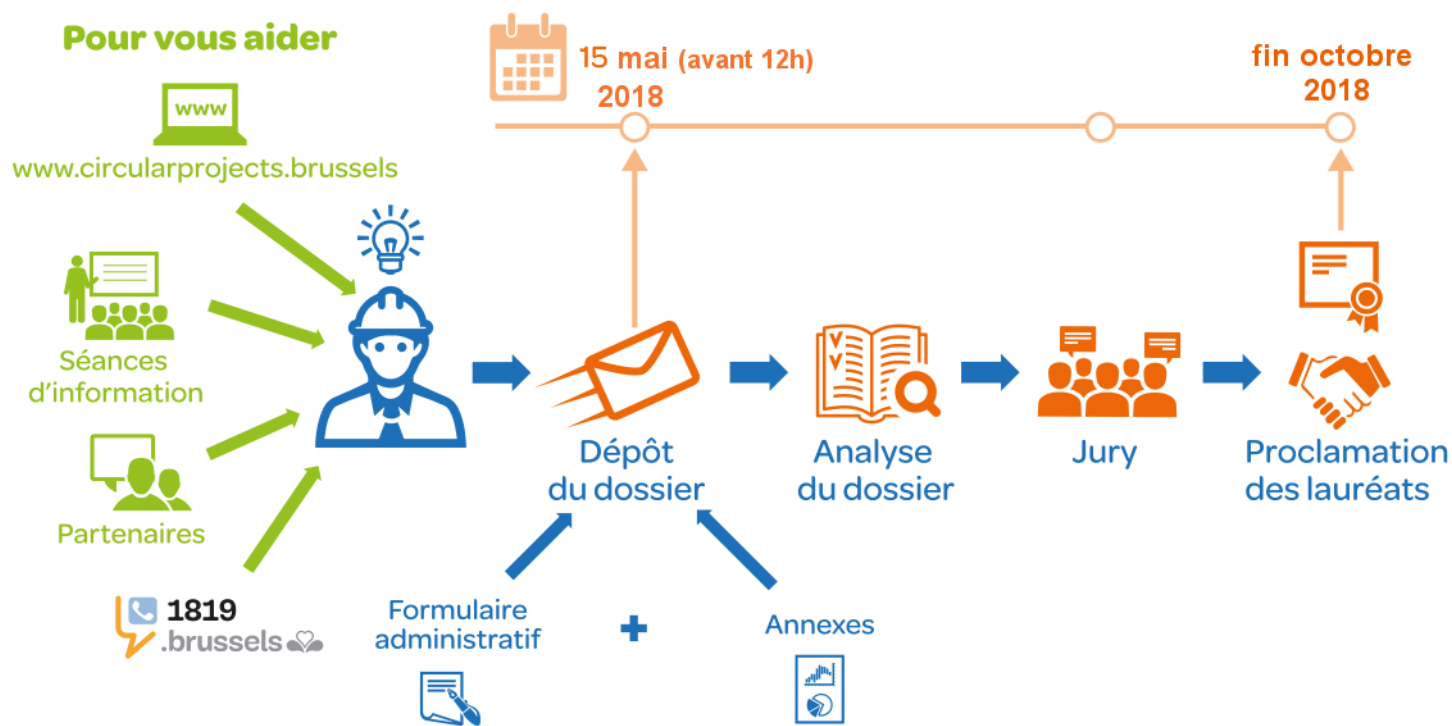 Pour vous aider
www
www.circularprojects.brussels
Séances
d'information
Partenaires
1819
.brussels
15 mai (avant 12h)
2018
fin octobre
2018
Dépôt
du dossier
Analyse
du dossier
Jury
Proclamation
des lauréats
Formulaire
administratif
+
Annexes